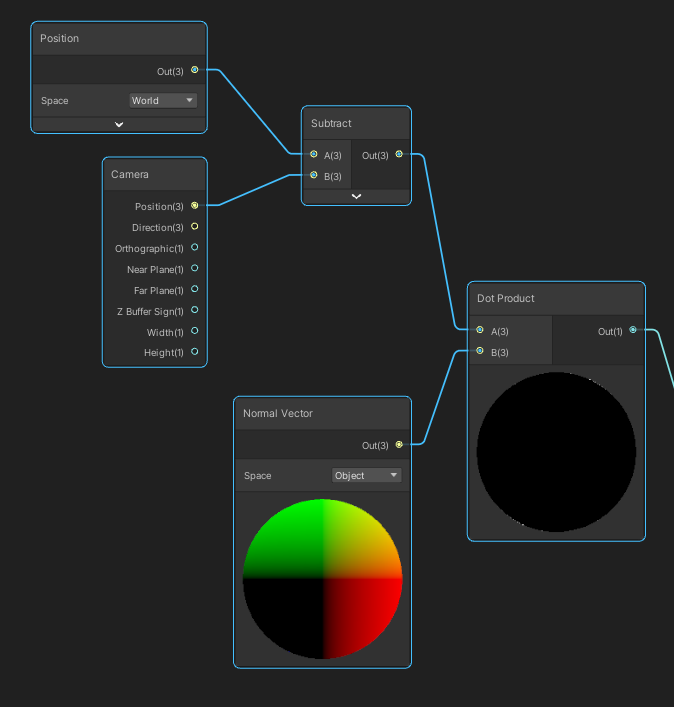 Position
Out(3)
Space World
Camera
Position(3)
Direction(3)
Orthographic(1)
Near Plane(1)
Far Plane(1)
Z Buffer Sign(1)
Width(1)
Height(1)
Subtract
A(3) Out(3)
B(3)
Normal Vector
Out(3)
Space Object
Dot Product
A(3) Out(1)
B(3)